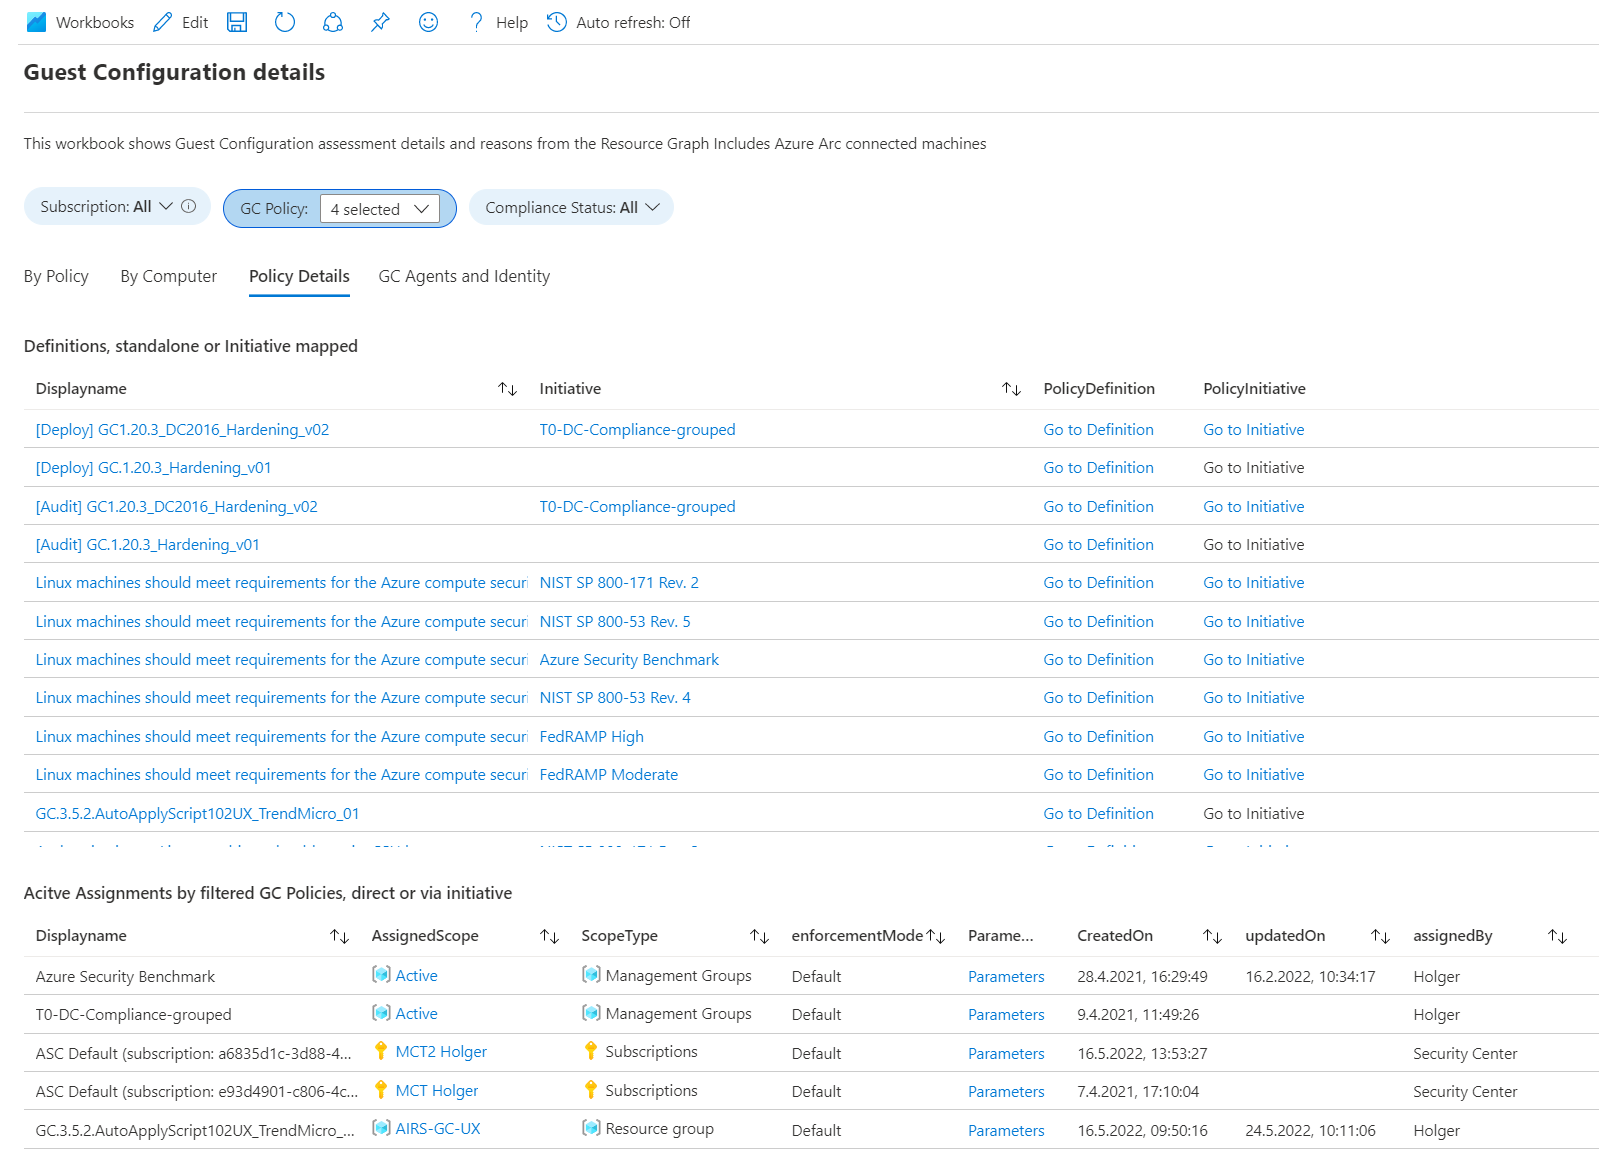 Workbooks Edit Help Auto refresh: Off
Guest Configuration details
This workbook shows Guest Configuration assessment details and reasons from the Resource Graph Includes Azure Arc connected machines
Subscription: All GC Policy: 4 selected Compliance Status: All
By Policy By Computer Policy Details GC Agents and Identity
Definitions, standalone or Initiative mapped
Displayname Initiative PolicyDefinition PolicyInitiative
[Deploy] GC1.20.3_DC2016_Hardening_v02 T0-DC-Compliance-grouped Go to Definition Go to Initiative
[Deploy] GC.1.20.3_Hardening_v01 Go to Definition Go to Initiative
[Audit] GC1.20.3_DC2016_Hardening_v02 T0-DC-Compliance-grouped Go to Definition Go to Initiative
[Audit] GC.1.20.3_Hardening_v01 Go to Definition Go to Initiative
Linux machines should meet requirements for the Azure compute securi NIST SP 800-171 Rev. 2 Go to Definition Go to Initiative
Linux machines should meet requirements for the Azure compute securi NIST SP 800-53 Rev. 5 Go to Definition Go to Initiative
Linux machines should meet requirements for the Azure compute securi Azure Security Benchmark Go to Definition Go to Initiative
Linux machines should meet requirements for the Azure compute securi NIST SP 800-53 Rev. 4 Go to Definition Go to Initiative
Linux machines should meet requirements for the Azure compute securi FedRAMP High Go to Definition Go to Initiative
Linux machines should meet requirements for the Azure compute securi FedRAMP Moderate Go to Definition Go to Initiative
GC.3.5.2.AutoApplyScript102UX_TrendMicro_01 Go to Definition Go to Initiative
Acitve Assignments by filtered GC Policies, direct or via initiative
Displayname AssignedScope ScopeType enforcementMode Parame... CreatedOn updatedOn assignedBy
Azure Security Benchmark Active Management Groups Default Parameters 28.4.2021, 16:29:49 16.2.2022, 10:34:17 Holger
T0-DC-Compliance-grouped Active Management Groups Default Parameters 9.4.2021, 11:49:26 Holger
ASC Default (subscription: a6835d1c-3d88-4... MCT2 Holger Subscriptions Default Parameters 16.5.2022, 13:53:27 Security Center
ASC Default (subscription: e93d4901-c806-4c... MCT Holger Subscriptions Default Parameters 7.4.2021, 17:10:04 Security Center
GC.3.5.2.AutoApplyScript102UX_TrendMicro_... AIRS-GC-UX Resource group Default Parameters 16.5.2022, 09:50:16 24.5.2022, 10:11:06 Holger